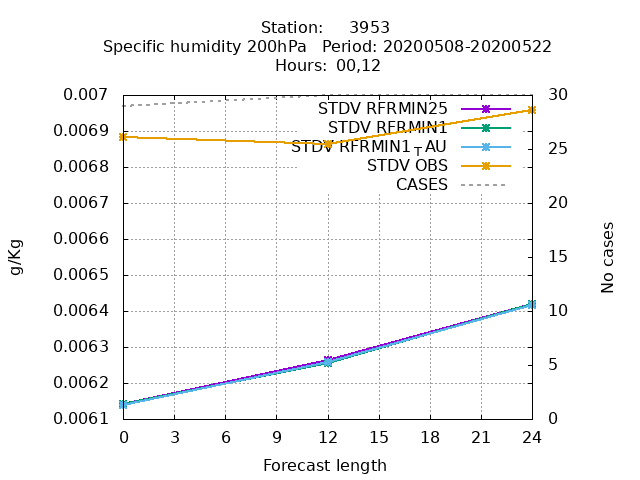 Station: 3953
Specific humidity 200hPa Period: 20200508-20200522
Hours: 00,12
0.007
0.0069
0.0068
0.0067
0.0066
0.0065
0.0064
0.0063
0.0062
0.0061
30
25
20
15
10
5
0
STDV RFRMIN25
STDV RFRMIN1
STDV RFRMIN1TAU
STDV OBS
CASES
g/Kg
No cases
0 3 6 9 12 15 18 21 24
Forecast length